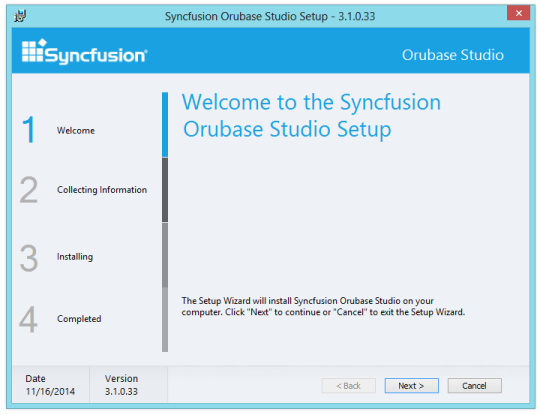 Syncfusion Orubase Studio Setup - 3.1.0.33
Syncfusion®
Orubase Studio
Welcome to the Syncfusion
Orubase Studio Setup
1 Welcome
2 Collecting Information
3 Installing
4 Completed
The Setup Wizard will install Syncfusion Orubase Studio on your
computer. Click "Next" to continue or "Cancel" to exit the Setup Wizard.
Date Version
11/16/2014 3.1.0.33
< Back Next > Cancel